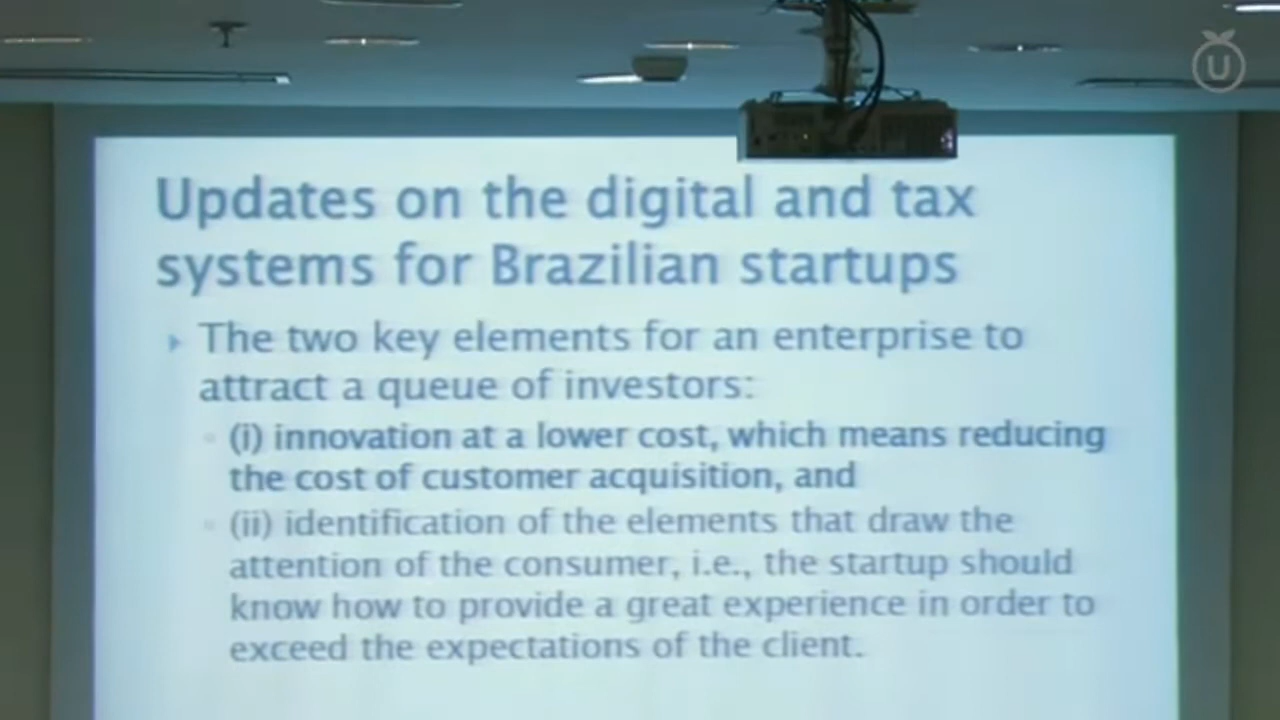 U
Updates on the digital and tax
systems for Brazilian startups
The two key elements for an enterprise to
attract a queue of investors:
(i) innovation at a lower cost, which means reducing
the cost of customer acquisition, and
(ii) identification of the elements that draw the
attention of the consumer, i.e., the startup should
know how to provide a great experience in order to
exceed the expectations of the client.